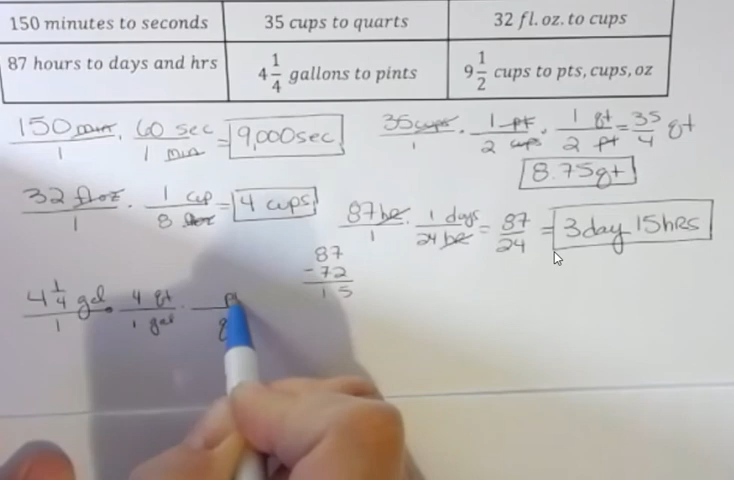 150 minutes to seconds 35 cups to quarts 32 fl. oz. to cups
87 hours to days and hrs 4 1/4 gallons to pints 9 1/2 cups to pts, cups, oz
150 min/1 · 60 sec/1 min = 9,000 sec
35 cups/1 · 1 pt/2 cups · 1 qt/2 pt = 35/4 qt
8.75 qt
32 fl oz/1 · 1 cup/8 fl oz = 4 cups
87 hr/1 · 1 days/24 hr = 87/24 = 3 day 15 hrs
87
-72
15
4 1/4 gal/1 · 4 qt/1 gal ·